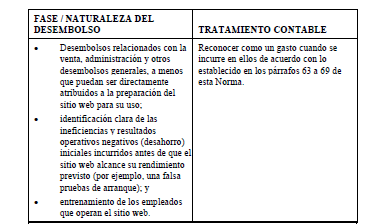 FASE / NATURALEZA DEL
DESEMBOLSO
TRATAMIENTO CONTABLE
• Desembolsos relacionados con la
venta, administración y otros
desembolsos generales, a menos
que puedan ser directamente
atribuidos a la preparación del
sitio web para su uso;
• identificación clara de las
ineficiencias y resultados
operativos negativos (desahorro)
iniciales incurridos antes de que el
sitio web alcance su rendimiento
previsto (por ejemplo, una falsa
pruebas de arranque); y
• entrenamiento de los empleados
que operan el sitio web.
Reconocer como un gasto cuando se
incurre en ellos de acuerdo con lo
establecido en los párrafos 63 a 69 de
esta Norma.